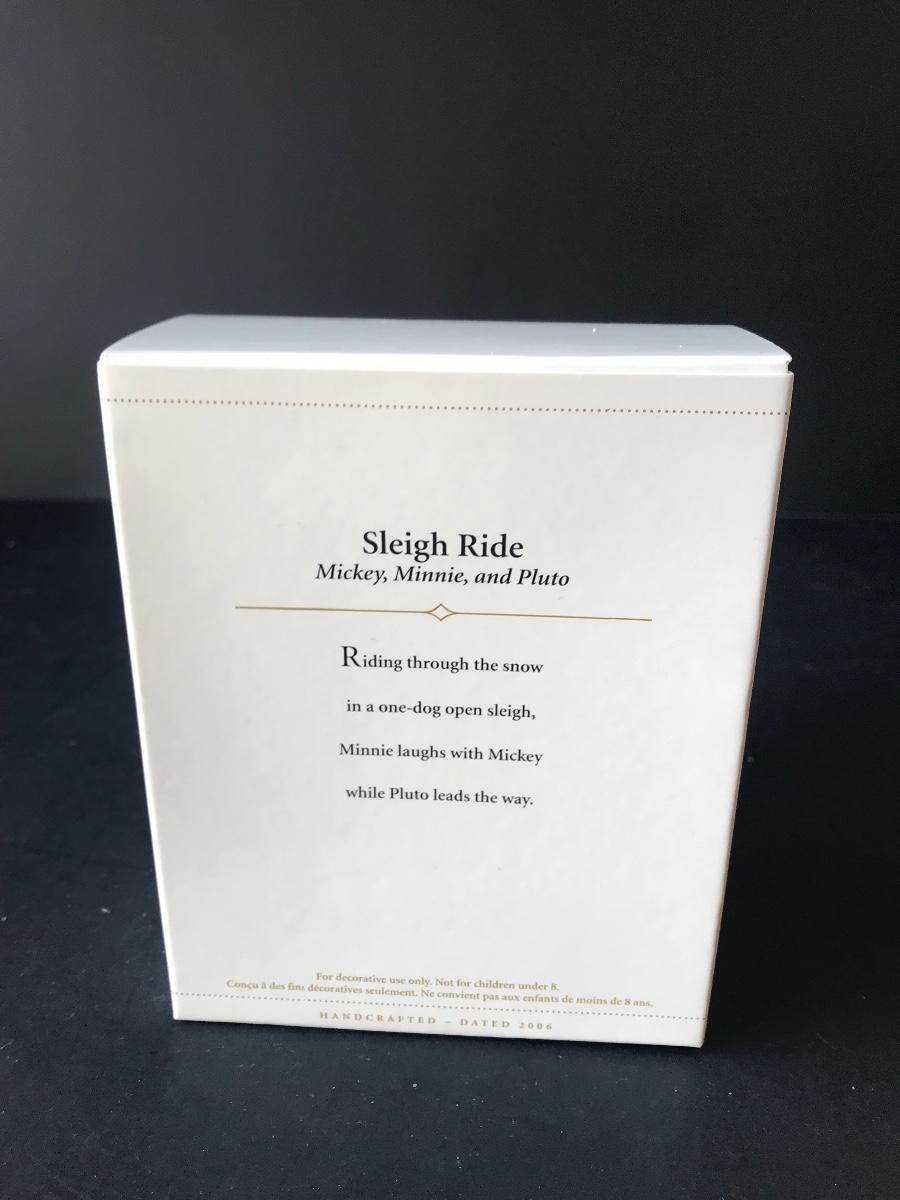 Sleigh Ride
Mickey, Minnie, and Pluto
Riding through the snow
in a one-dog open sleigh,
Minnie laughs with Mickey
while Pluto leads the way.
For decorative use only. Not for children under 8.
Conçu à des fins décoratives seulement. Ne convient pas aux enfants de moins de 8 ans.
HANDCRAFTED – DATED 2006